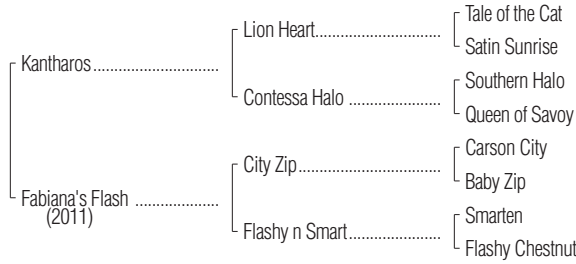 Tale of the Cat
Lion Heart
Satin Sunrise
Kantharos
Southern Halo
Contessa Halo
Queen of Savoy
Carson City
City Zip
Baby Zip
Fabiana's Flash
(2011)
Smarten
Flashy n Smart
Flashy Chestnut